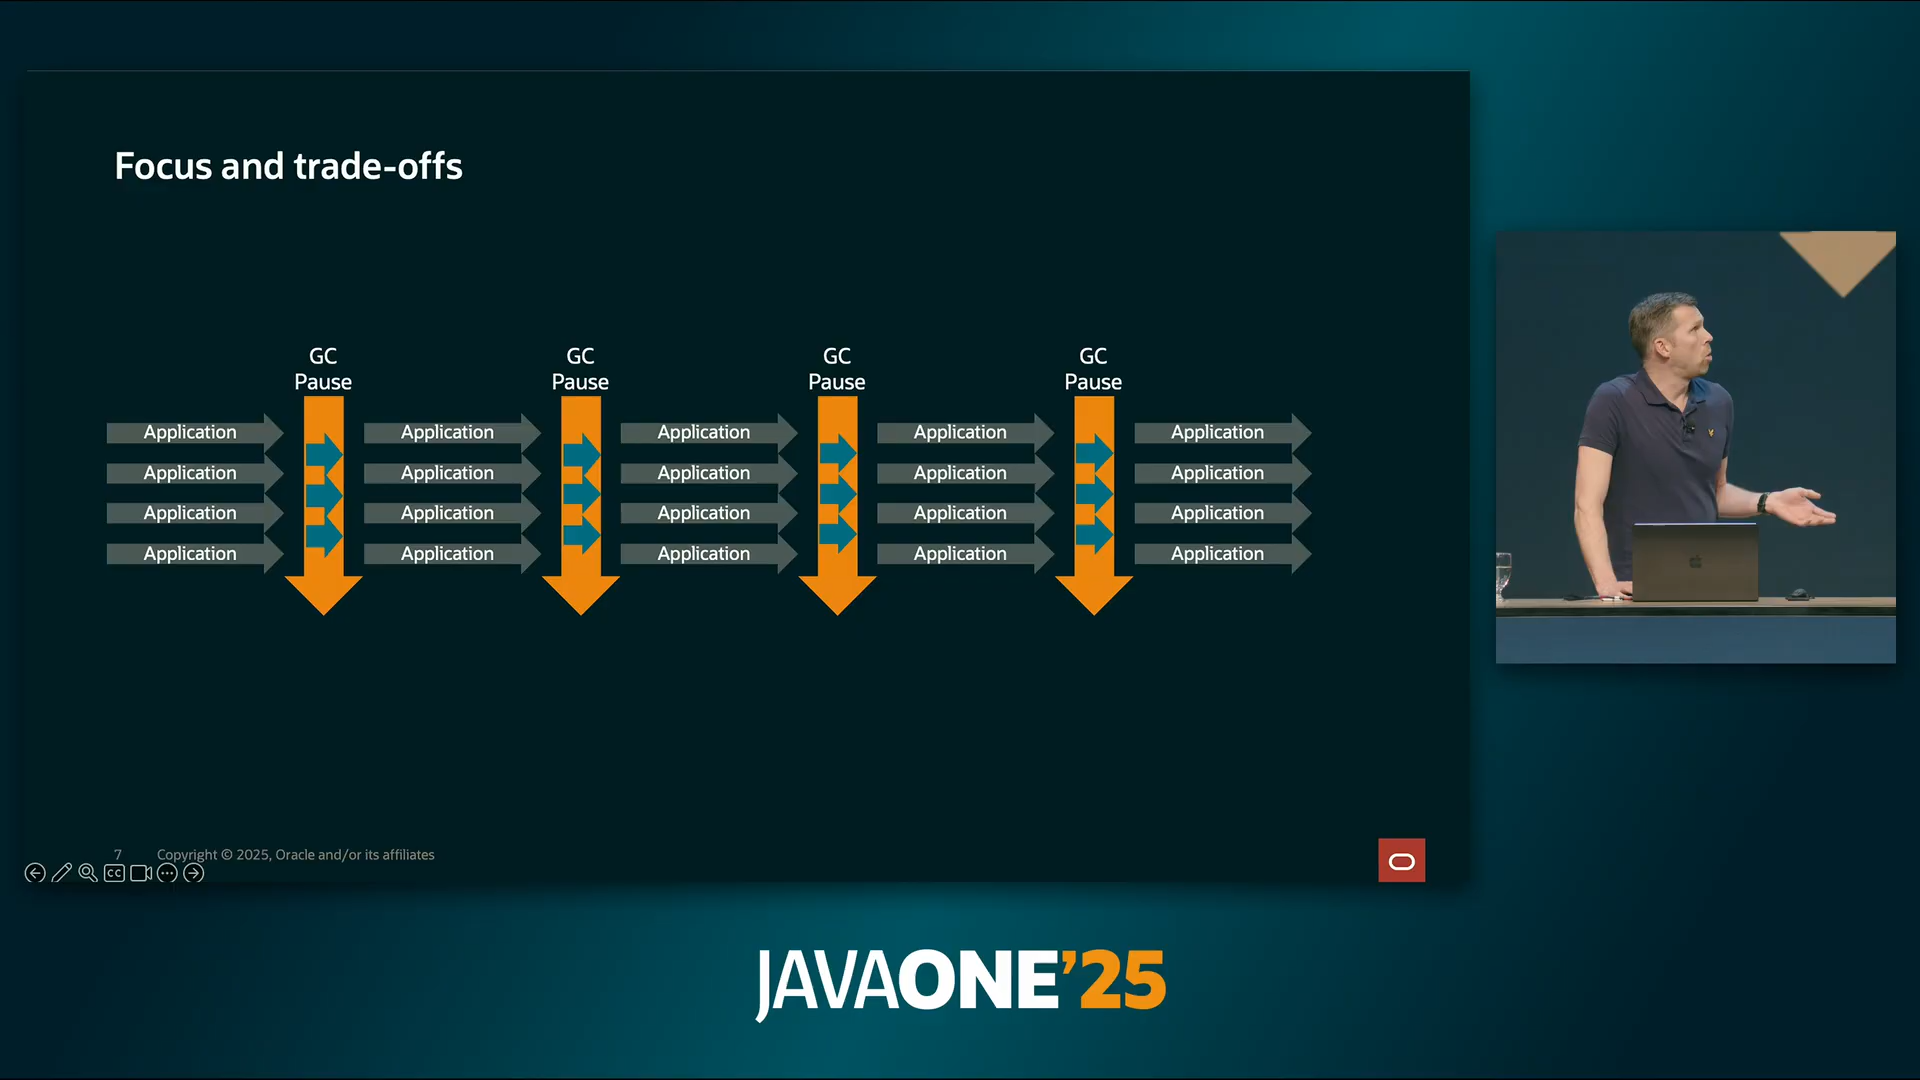 Focus and trade-offs
GC
Pause
GC
Pause
GC
Pause
GC
Pause
Application Application Application Application Application
Application Application Application Application Application
Application Application Application Application Application
Application Application Application Application Application
7 Copyright © 2025, Oracle and/or its affiliates
CC
JAVAONE’25